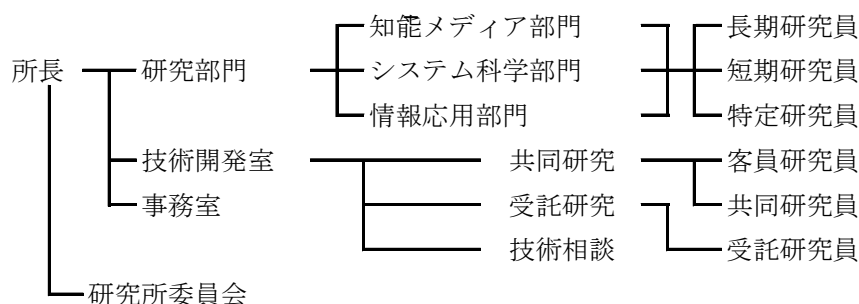 知能メディア部門 長期研究員
所長 研究部門 システム科学部門 短期研究員
情報応用部門 特定研究員
技術開発室 共同研究 客員研究員
事務室 受託研究 共同研究員
技術相談 受託研究員
研究所委員会